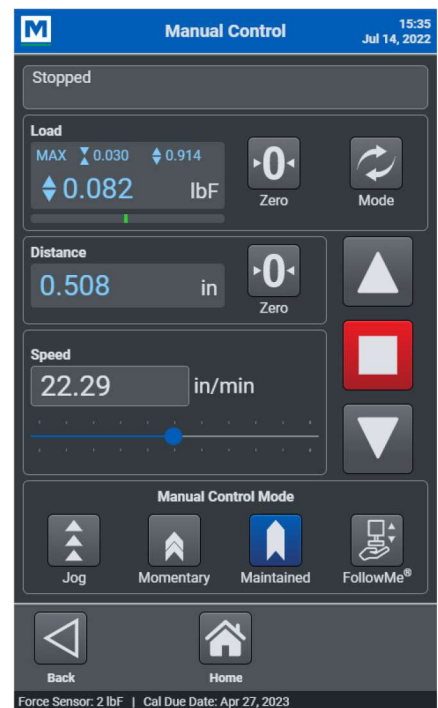 M
Manual Control
15:35
Jul 14, 2022
Stopped
Load
MAX 0.030 0.914
0.082 lbF
0
Zero
Mode
Distance
0.508 in
0
Zero
Speed
22.29 in/min
Manual Control Mode
Jog Momentary Maintained FollowMe®
Back Home
Force Sensor: 2 lbF | Cal Due Date: Apr 27, 2023